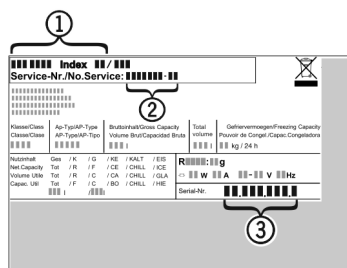 1
Index /
Service-Nr./No.Service: -
2
Klasse/Class Ap-Typ/AP-Type Bruttoinhalt/Gross Capacity Total Gefriervermoegen/Freezing Capacity
Classe/Clase AP-Type/AP-Tipo Volume Brut/Capacidad Bruta volume Pouvoir de Congel./Capac.Congeladora
l l kg / 24 h
Nutzinhalt Ges / K / G / KE / KALT / EIS
Net.Capacity Tot / R / F / CE / CHILL / ICE
Volume Utile Tot / R / F / CA / CHILL / GLA
Capac. Util Tot / F / C / BO / CHILL / HIE
l / l
R : g
W A - V Hz
Serial-Nr. . . .
3